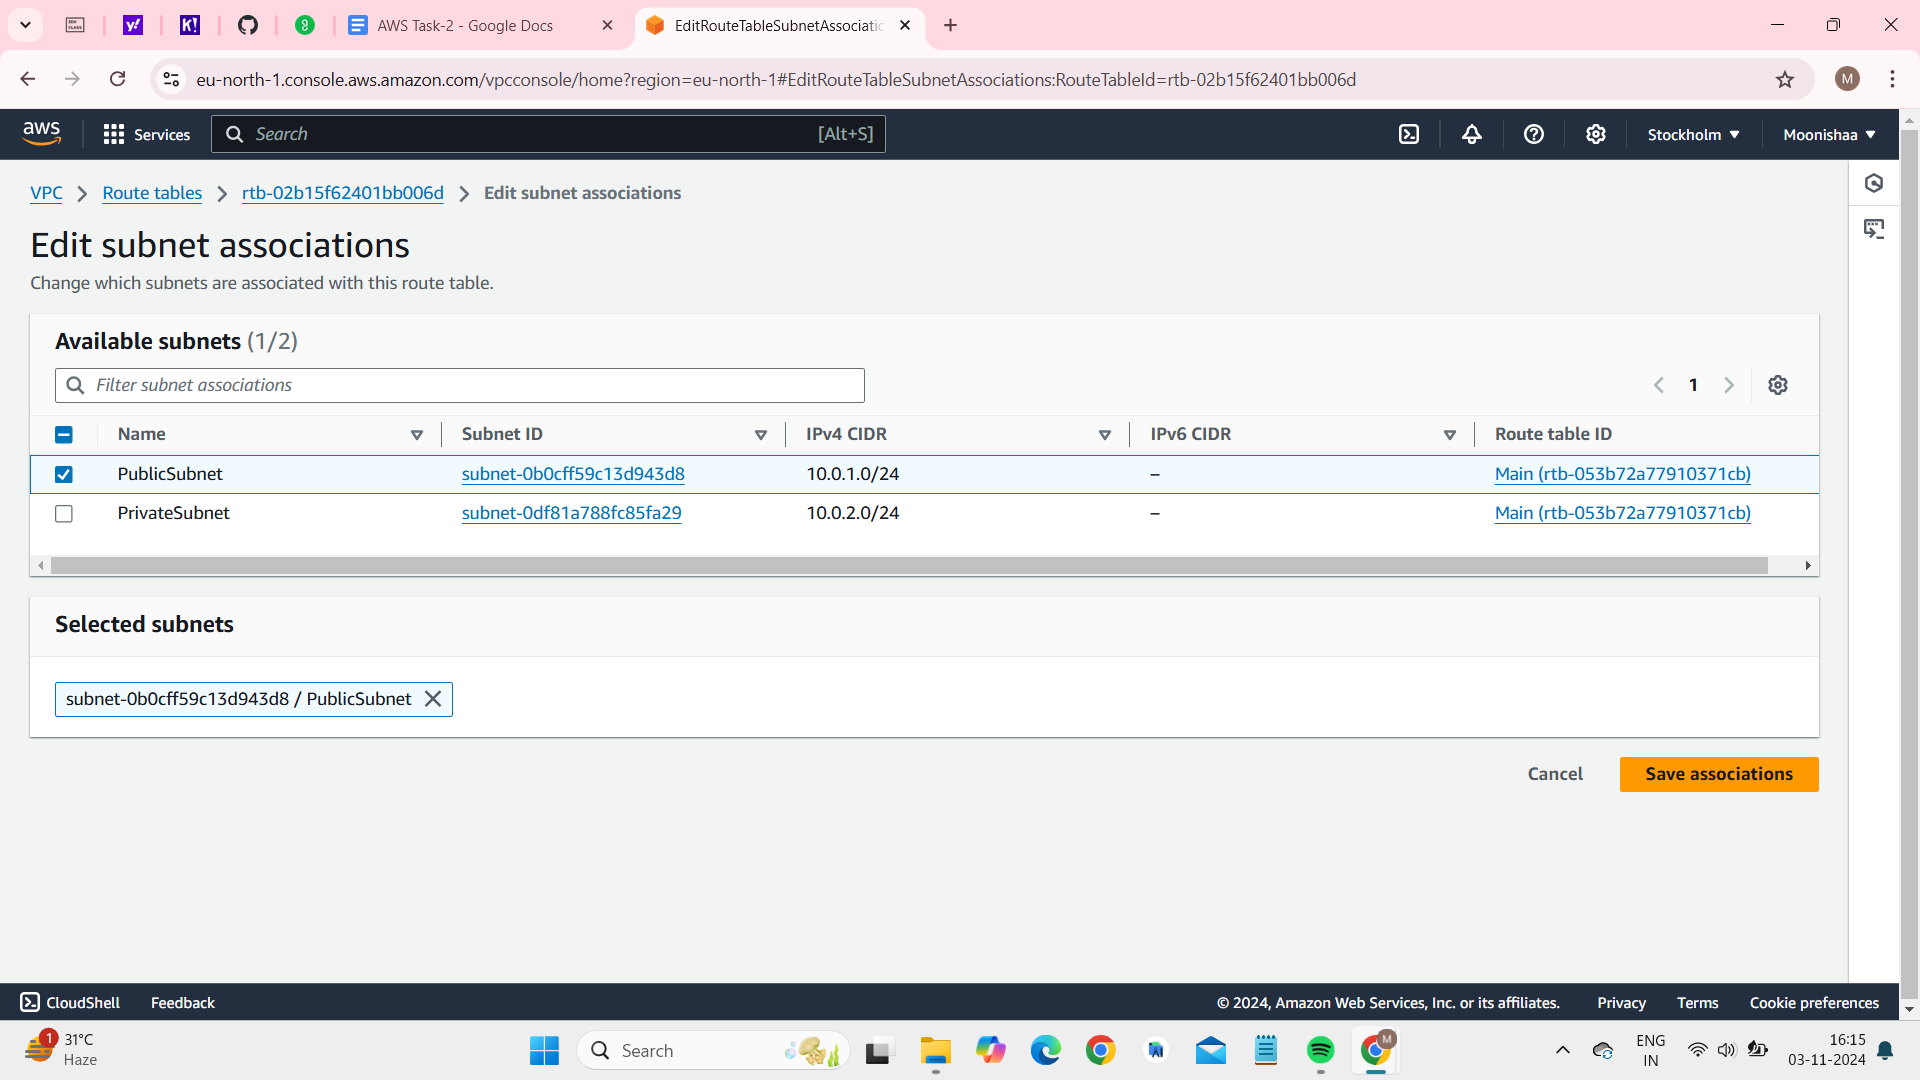 AWS Task-2 - Google Docs
EditRouteTableSubnetAssociatic
eu-north-1.console.aws.amazon.com/vpcconsole/home?region=eu-north-1#EditRouteTableSubnetAssociations:RouteTableId=rtb-02b15f62401bb006d
M
aws
Services
Search
[Alt+S]
Stockholm
Moonishaa
VPC
Route tables
rtb-02b15f62401bb006d
Edit subnet associations
Edit subnet associations
Change which subnets are associated with this route table.
Available subnets (1/2)
Filter subnet associations
1
Name
Subnet ID
IPv4 CIDR
IPv6 CIDR
Route table ID
PublicSubnet
subnet-0b0cff59c13d943d8
10.0.1.0/24
–
Main (rtb-053b72a77910371cb)
PrivateSubnet
subnet-0df81a788fc85fa29
10.0.2.0/24
–
Main (rtb-053b72a77910371cb)
Selected subnets
subnet-0b0cff59c13d943d8 / PublicSubnet
Cancel
Save associations
CloudShell
Feedback
© 2024, Amazon Web Services, Inc. or its affiliates.
Privacy
Terms
Cookie preferences
1
31°C
Haze
Search
M
ENG
IN
16:15
03-11-2024